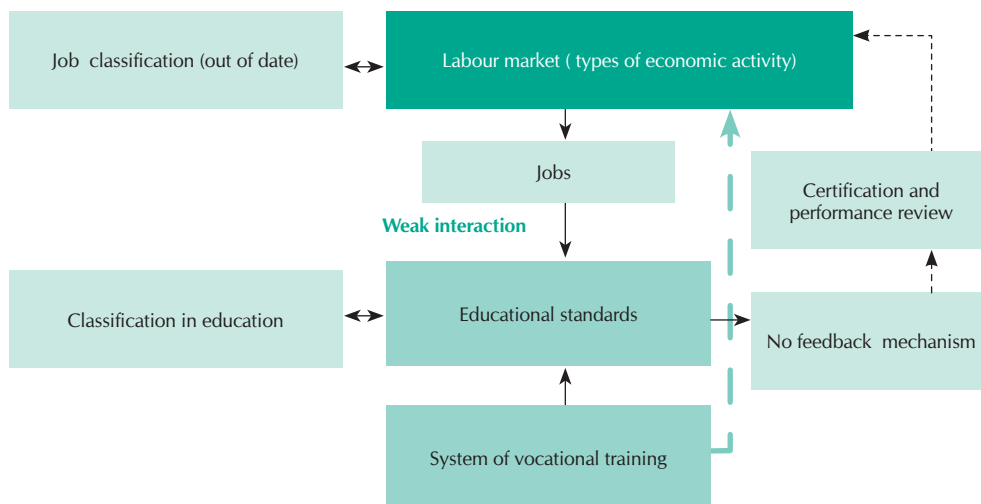 Job classification (out of date)
Labour market ( types of economic activity)
Jobs
Certification and
performance review
Weak interaction
Classification in education
Educational standards
No feedback mechanism
System of vocational training